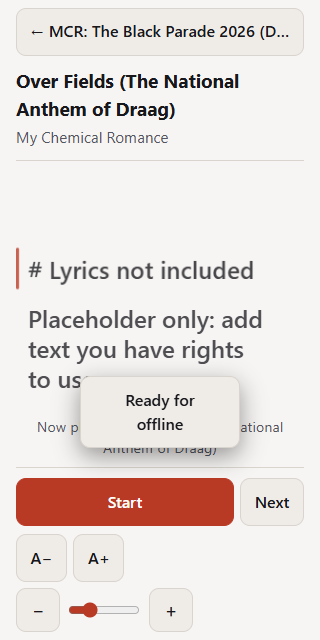 ← MCR: The Black Parade 2026 (D...
Over Fields (The National
Anthem of Draag)
My Chemical Romance
# Lyrics not included
Placeholder only: add
text you have rights
to us
Ready for
offline
Now p
ational
Anthem of Draag)
Start
Next
A−
A+
−
+